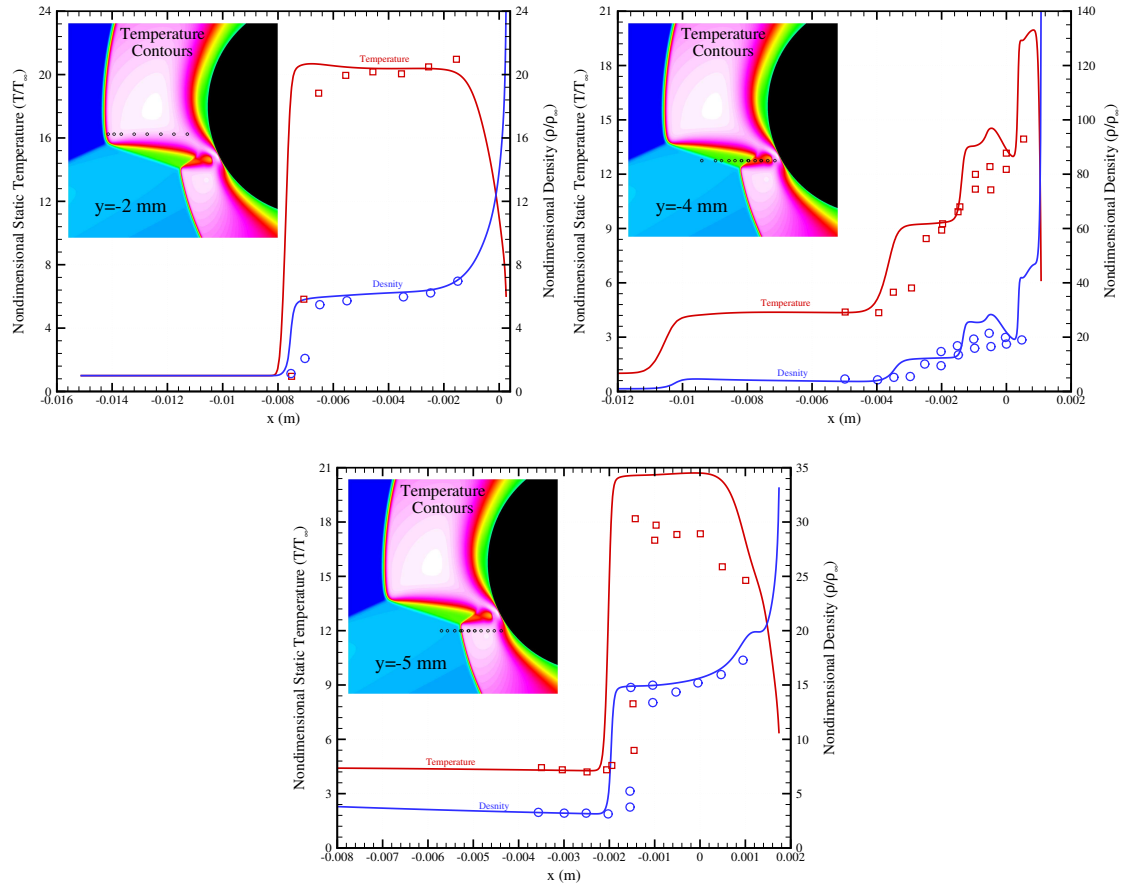 Nondimensional Static Temperature (T/T∞)
24
20
16
12
8
4
0
Temperature
Contours
y=-2 mm
Temperature
Desnity
24
20
16
12
8
4
0
Nondimensional Density (ρ/ρ∞)
-0.016 -0.014 -0.012 -0.01 -0.008 -0.006 -0.004 -0.002 0
x (m)
Nondimensional Static Temperature (T/T∞)
21
18
15
12
9
6
3
0
Temperature
Contours
y=-4 mm
Temperature
Desnity
140
120
100
80
60
40
20
0
Nondimensional Density (ρ/ρ∞)
-0.012 -0.01 -0.008 -0.006 -0.004 -0.002 0 0.002
x (m)
Nondimensional Static Temperature (T/T∞)
21
18
15
12
9
6
3
0
Temperature
Contours
y=-5 mm
Temperature
Desnity
35
30
25
20
15
10
5
0
Nondimensional Density (ρ/ρ∞)
-0.008 -0.007 -0.006 -0.005 -0.004 -0.003 -0.002 -0.001 0 0.001 0.002
x (m)